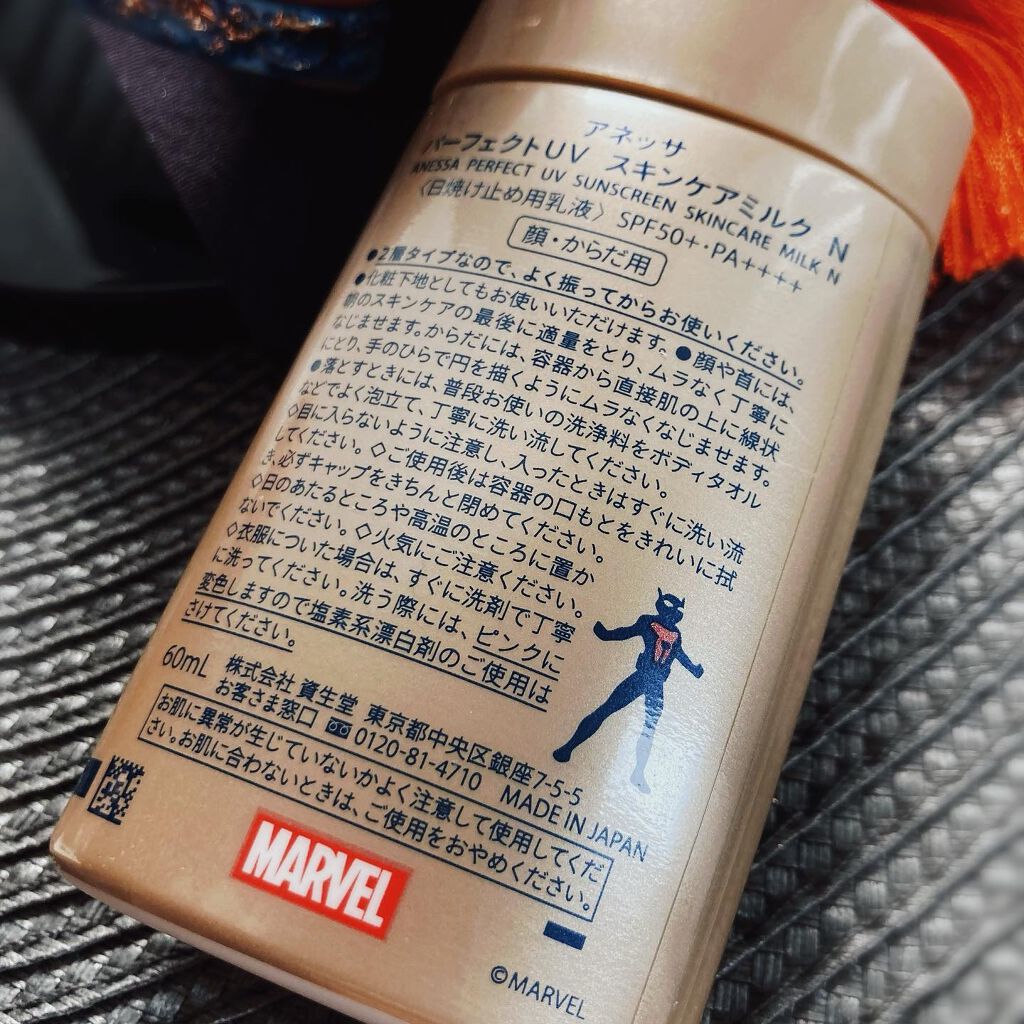 アネッサ
パーフェクトUV スキンケアミルク N
ANESSA PERFECT UV SUNSCREEN SKINCARE MILK N
〈日焼け止め用乳液〉 SPF50+・PA++++
顔・からだ用
●2層タイプなので、よく振ってからお使いください。
●化粧下地としてもお使いいただけます。●顔や首には、
朝のスキンケアの最後に適量をとり、ムラなく丁寧に
なじませます。からだには、容器から直接肌の上に線状
にとり、手のひらで円を描くようにムラなくなじませます。
●落とすときには、普段お使いの洗浄料をボディタオル
などでよく泡立て、丁寧に洗い流してください。
◇目に入らないように注意し、入ったときはすぐに洗い流
してください。◇ご使用後は容器の口もとをきれいに拭
き、必ずキャップをきちんと閉めてください。
◇日のあたるところや高温のところに置か
ないでください。◇火気にご注意ください。
◇衣服についた場合は、すぐに洗剤で丁寧
に洗ってください。洗う際には、ピンクに
変色しますので塩素系漂白剤のご使用は
さけてください。
60mL 株式会社 資生堂 東京都中央区銀座7-5-5
お客さま窓口 0120-81-4710 MADE IN JAPAN
お肌に異常が生じていないかよく注意して使用してくだ
さい。お肌に合わないときは、ご使用をおやめください。
MARVEL
©MARVEL